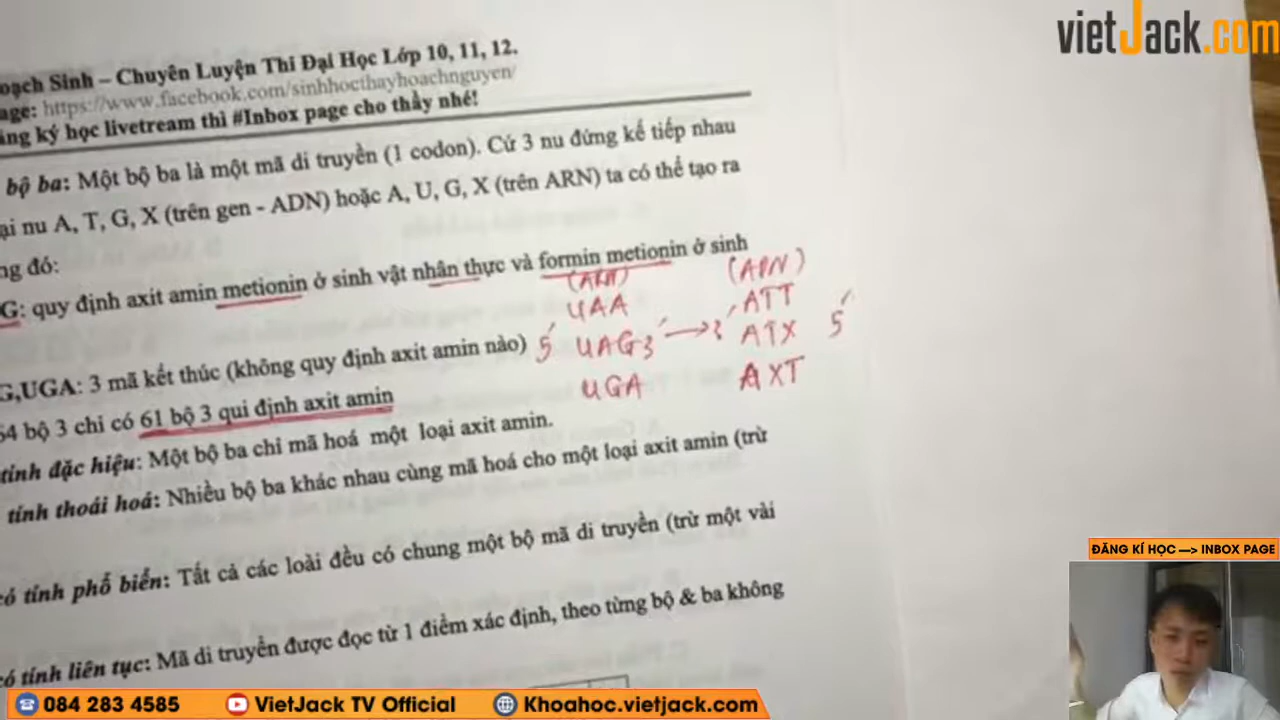 vietJack.com
oạch Sinh – Chuyên Luyện Thi Đại Học Lớp 10, 11, 12.
age: https://www.facebook.com/sinhhocthayhoachnguyen/
ăng ký học livetream thì #Inbox page cho thầy nhé!
bộ ba: Một bộ ba là một mã di truyền (1 codon). Cứ 3 nu đứng kế tiếp nhau
ại nu A, T, G, X (trên gen - ADN) hoặc A, U, G, X (trên ARN) ta có thể tạo ra
ng đó:
G: quy định axit amin metionin ở sinh vật nhân thực và formin metionin ở sinh
(ARN) (ADN)
UAA ATT
G,UGA: 3 mã kết thúc (không quy định axit amin nào) 5' UAG 3' → 3' ATX 5'
UGA AXT
64 bộ 3 chỉ có 61 bộ 3 qui định axit amin
tính đặc hiệu: Một bộ ba chỉ mã hoá một loại axit amin.
tính thoái hoá: Nhiều bộ ba khác nhau cùng mã hoá cho một loại axit amin (trừ
có tính phổ biến: Tất cả các loài đều có chung một bộ mã di truyền (trừ một vài
có tính liên tục: Mã di truyền được đọc từ 1 điểm xác định, theo từng bộ & ba không
ĐĂNG KÍ HỌC —> INBOX PAGE
084 283 4585 VietJack TV Official Khoahoc.vietjack.com